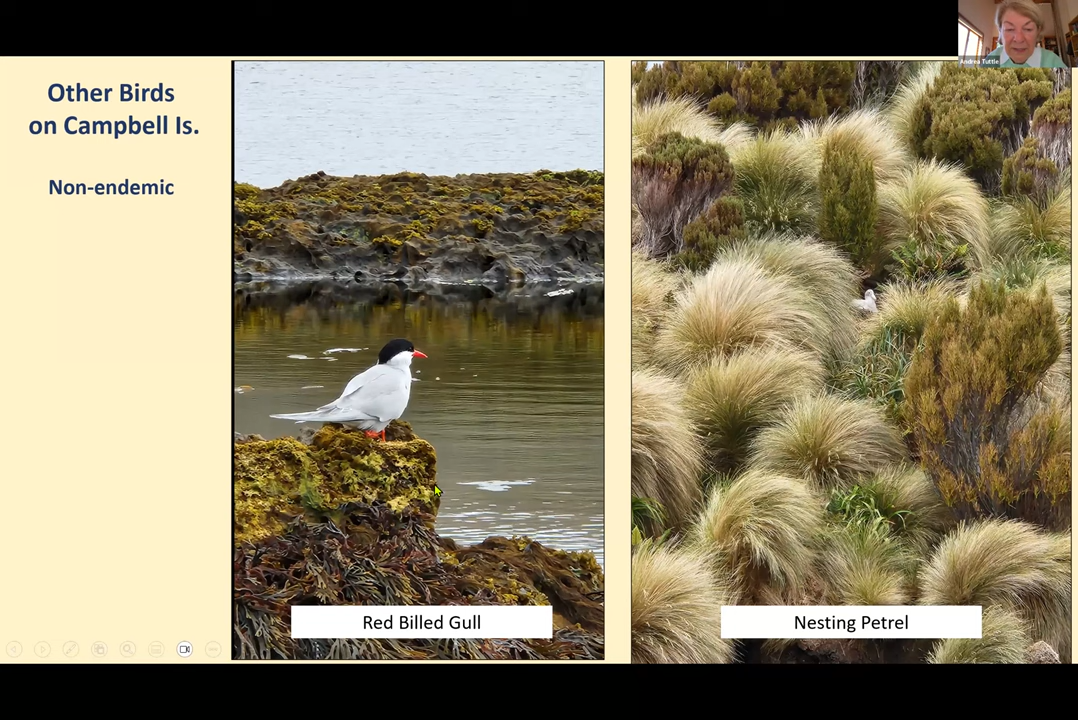 Andrea Tuttle
Other Birds
on Campbell Is.
Non-endemic
Red Billed Gull
Nesting Petrel